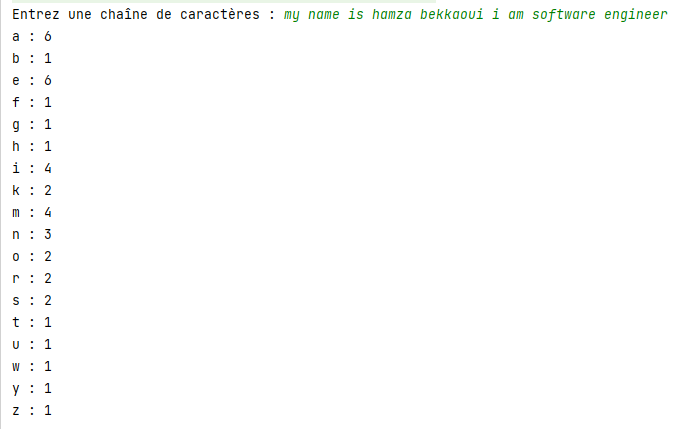 Entrez une chaîne de caractères : my name is hamza bekkaoui i am software engineer
a : 6
b : 1
e : 6
f : 1
g : 1
h : 1
i : 4
k : 2
m : 4
n : 3
o : 2
r : 2
s : 2
t : 1
u : 1
w : 1
y : 1
z : 1